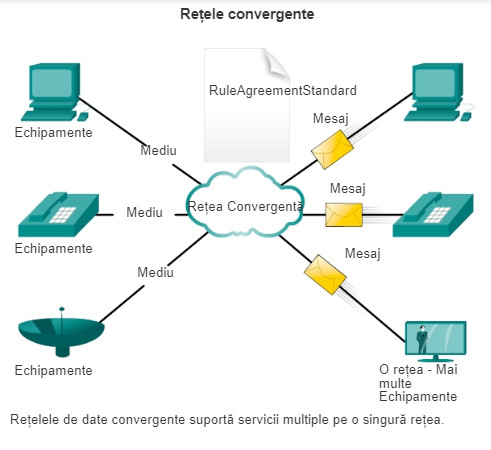 Rețele convergente
RuleAgreementStandard
Mesaj
Echipamente
Mediu
Mesaj
Mediu
Rețea Convergentă
Echipamente
Mesaj
Mediu
Echipamente
O rețea - Mai
multe
Echipamente
Rețelele de date convergente suportă servicii multiple pe o singură rețea.